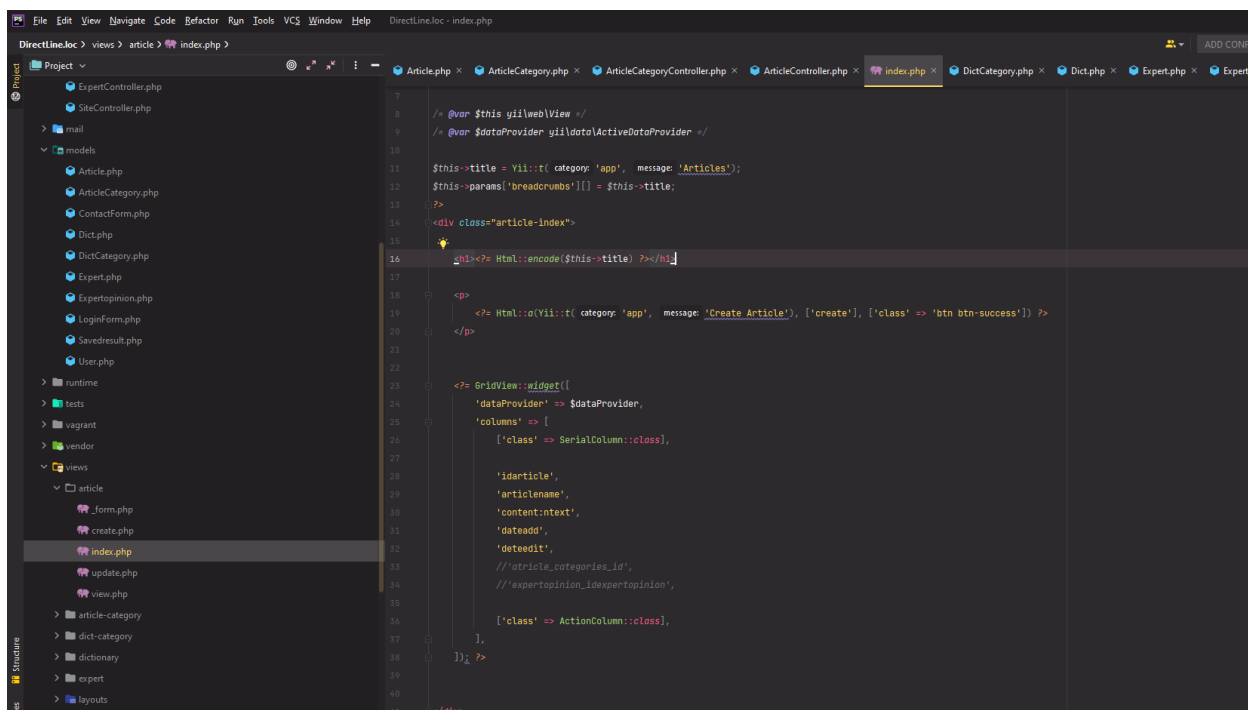 PS File Edit View Navigate Code Refactor Run Tools VCS Window Help DirectLine.loc - index.php
DirectLine.loc > views > article > index.php >
ADD CONF
Project
Project
ExpertController.php
SiteController.php
mail
models
Article.php
ArticleCategory.php
ContactForm.php
Dict.php
DictCategory.php
Expert.php
Expertopinion.php
LoginForm.php
Savedresult.php
User.php
runtime
tests
vagrant
vendor
views
article
_form.php
create.php
index.php
update.php
view.php
article-category
dict-category
dictionary
expert
layouts
Structure
Article.php × ArticleCategory.php × ArticleCategoryController.php × ArticleController.php × index.php × DictCategory.php × Dict.php × Expert.php × Expert
7
8 /* @var $this yii\web\View */
9 /* @var $dataProvider yii\data\ActiveDataProvider */
10
11 $this->title = Yii::t( category: 'app', message: 'Articles');
12 $this->params['breadcrumbs'][] = $this->title;
13 ?>
14 <div class="article-index">
15
16 <h1><?= Html::encode($this->title) ?></h1>
17
18 <p>
19 <?= Html::a(Yii::t( category: 'app', message: 'Create Article'), ['create'], ['class' => 'btn btn-success']) ?>
20 </p>
21
22
23 <?= GridView::widget([
24 'dataProvider' => $dataProvider,
25 'columns' => [
26 ['class' => SerialColumn::class],
27
28 'idarticle',
29 'articlename',
30 'content:ntext',
31 'dateadd',
32 'deteedit',
33 //'atricle_categories_id',
34 //'expertopinion_idexpertopinion',
35
36 ['class' => ActionColumn::class],
37 ],
38 ]); ?>
39
40
</div>